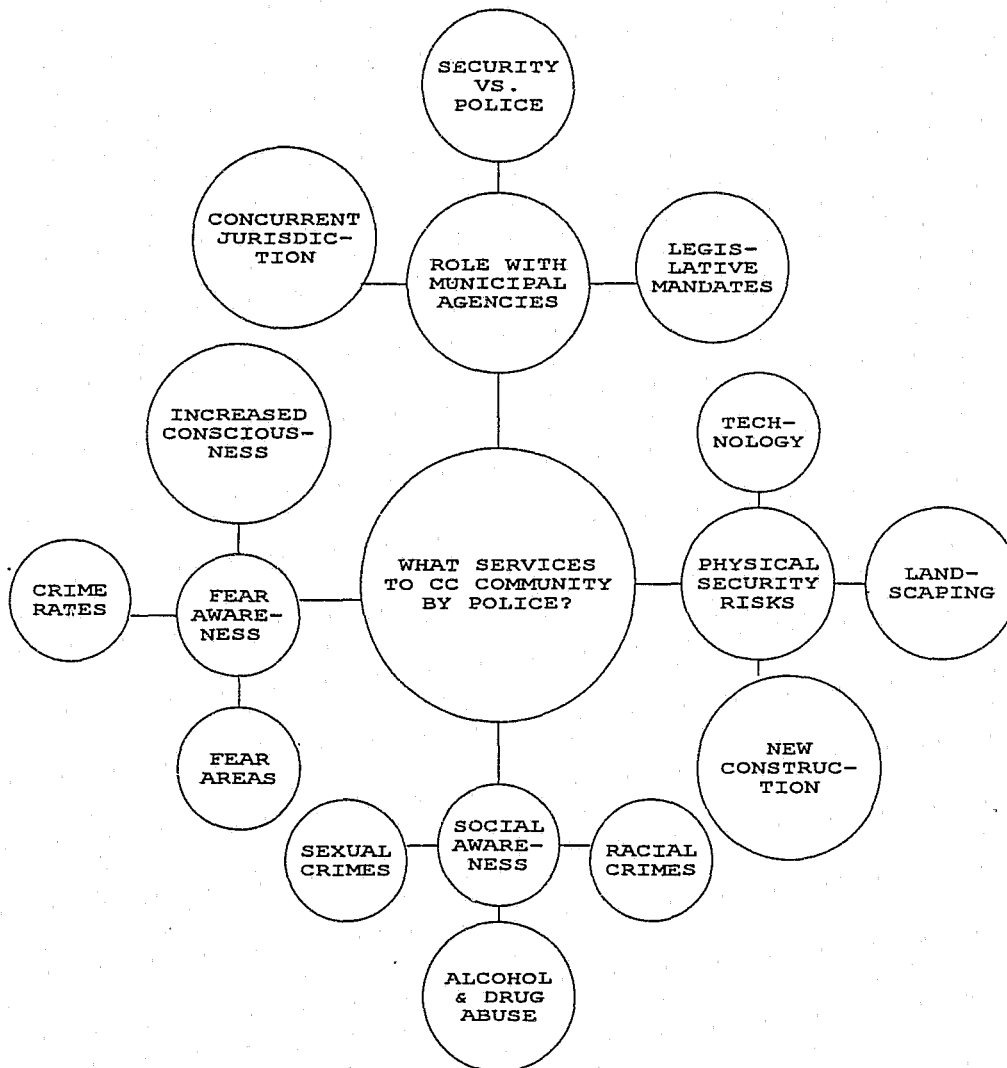 SECURITY
VS.
POLICE
CONCURRENT
JURISDIC-
TION
ROLE WITH
MUNICIPAL
AGENCIES
LEGIS-
LATIVE
MANDATES
INCREASED
CONSCIOUS-
NESS
TECH-
NOLOGY
CRIME
RATES
FEAR
AWARE-
NESS
WHAT SERVICES
TO CC COMMUNITY
BY POLICE?
PHYSICAL
SECURITY
RISKS
LAND-
SCAPING
FEAR
AREAS
NEW
CONSTRUC-
TION
SEXUAL
CRIMES
SOCIAL
AWARE-
NESS
RACIAL
CRIMES
ALCOHOL
& DRUG
ABUSE